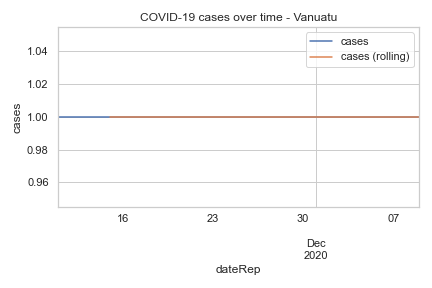 COVID-19 cases over time - Vanuatu
cases
cases (rolling)
1.04
1.02
1.00
0.98
0.96
cases
16 23 30 07
Dec
2020
dateRep